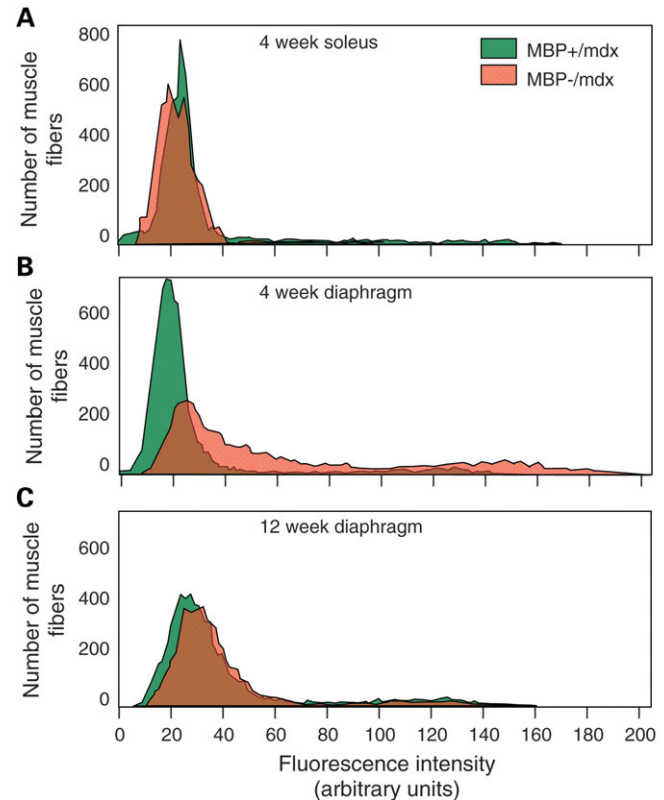 A
800
600
400
200
0
Number of muscle
fibers
4 week soleus
MBP+/mdx
MBP-/mdx
B
600
400
200
0
Number of muscle
fibers
4 week diaphragm
C
600
400
200
0
Number of muscle
fibers
12 week diaphragm
0 20 40 60 80 100 120 140 160 200
Fluorescence intensity
(arbitrary units)